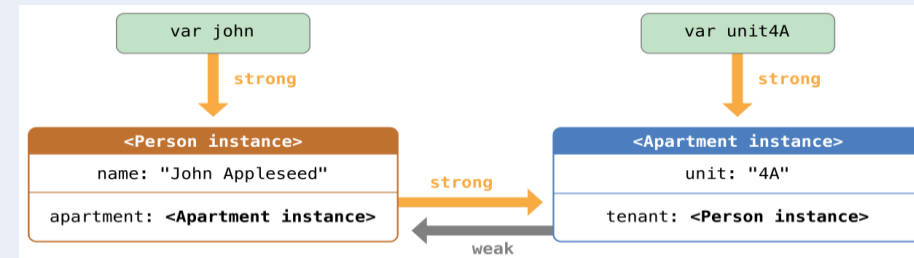 var john
var unit4A
strong
strong
<Person instance>
<Apartment instance>
name: "John Appleseed"
unit: "4A"
strong
apartment: <Apartment instance>
tenant: <Person instance>
weak